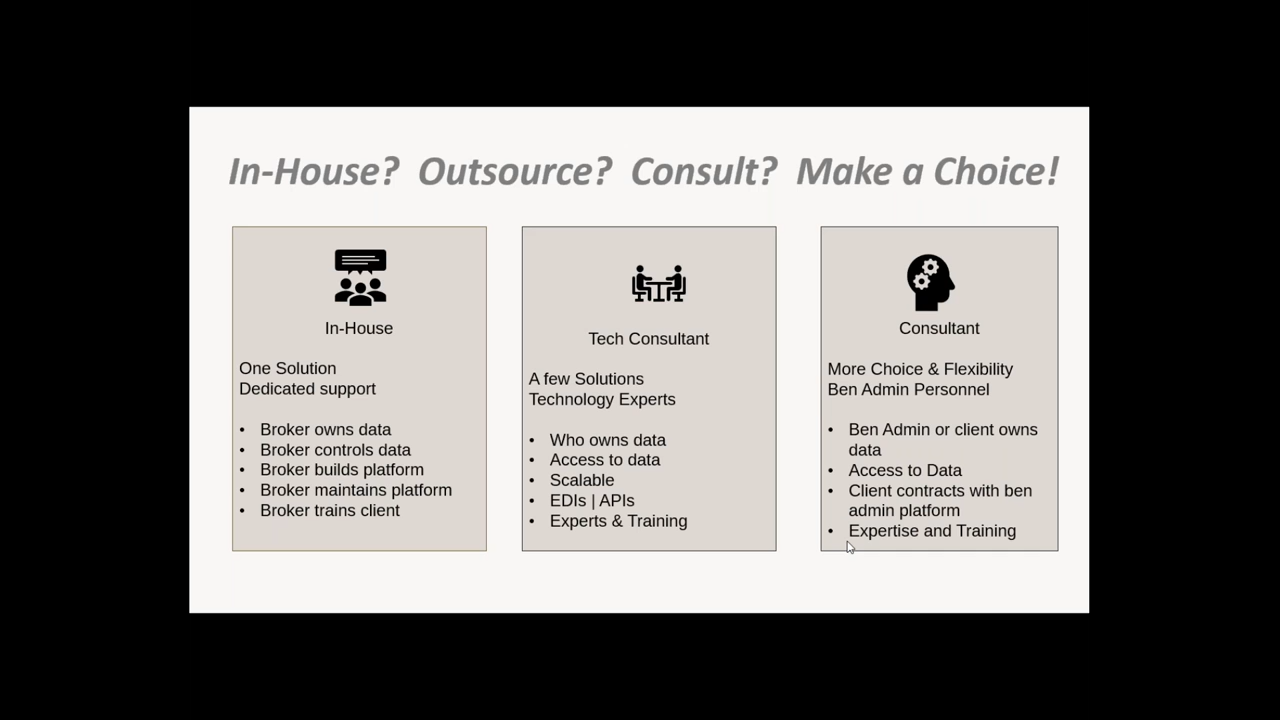 In-House? Outsource? Consult? Make a Choice!
In-House
One Solution
Dedicated support
• Broker owns data
• Broker controls data
• Broker builds platform
• Broker maintains platform
• Broker trains client
Tech Consultant
A few Solutions
Technology Experts
• Who owns data
• Access to data
• Scalable
• EDIs | APIs
• Experts & Training
Consultant
More Choice & Flexibility
Ben Admin Personnel
• Ben Admin or client owns
data
• Access to Data
• Client contracts with ben
admin platform
• Expertise and Training